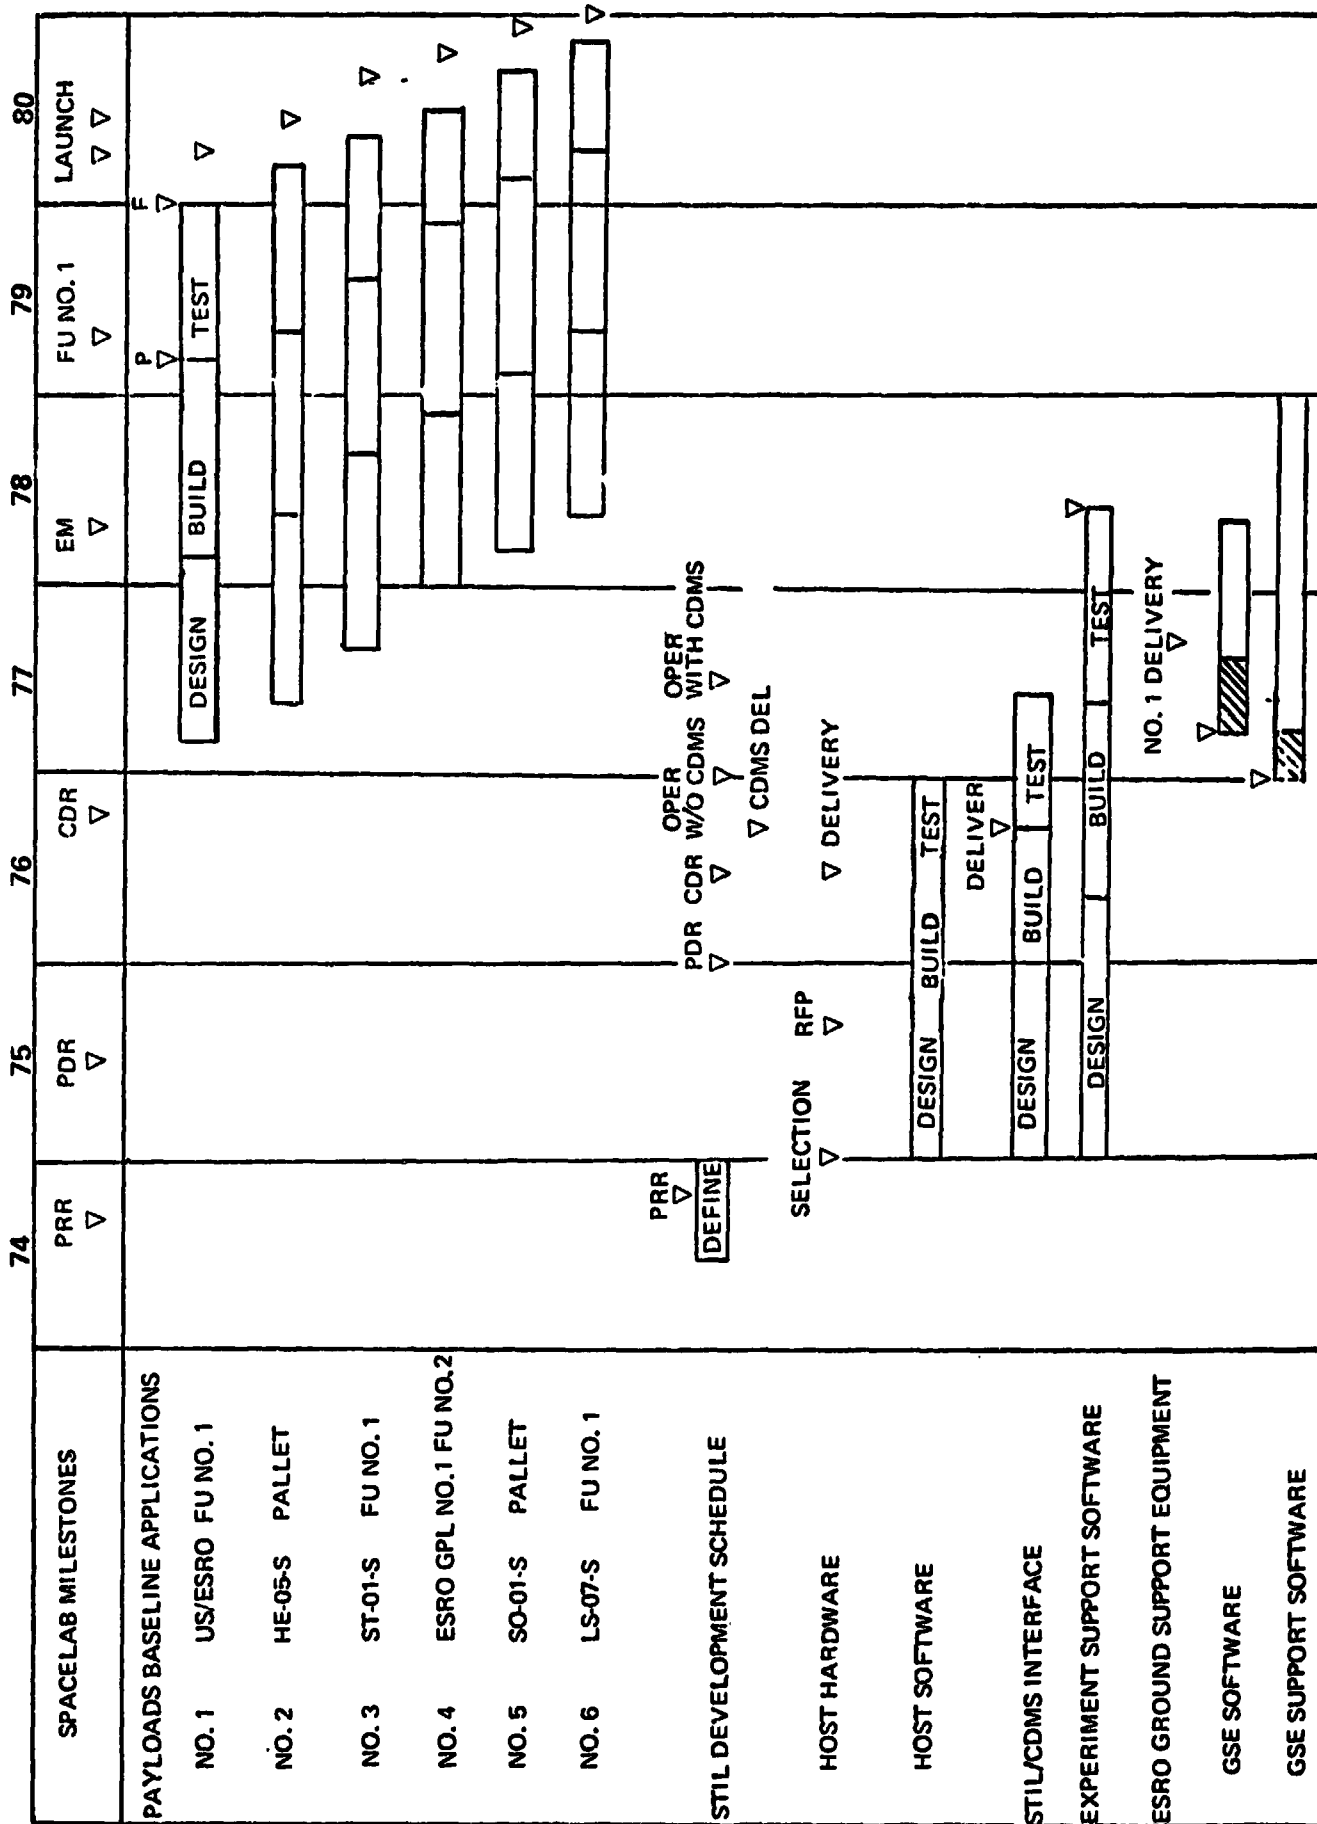 74 75 76 77 78 79 80
SPACELAB MILESTONES PRR PDR CDR EM FU NO. 1 LAUNCH
PAYLOADS BASELINE APPLICATIONS P F
NO. 1 US/ESRO FU NO. 1 DESIGN BUILD TEST
NO. 2 HE-05-S PALLET
NO. 3 ST-01-S FU NO. 1
NO. 4 ESRO GPL NO.1 FU NO.2
NO. 5 SO-01-S PALLET
NO. 6 LS-07-S FU NO. 1
PRR OPER OPER
PDR CDR W/O CDMS WITH CDMS
STIL DEVELOPMENT SCHEDULE DEFINE
CDMS DEL
SELECTION RFP
HOST HARDWARE DELIVERY
HOST SOFTWARE DESIGN BUILD TEST
DELIVER
STIL/CDMS INTERFACE DESIGN BUILD TEST
EXPERIMENT SUPPORT SOFTWARE DESIGN BUILD TEST
ESRO GROUND SUPPORT EQUIPMENT NO. 1 DELIVERY
GSE SOFTWARE
GSE SUPPORT SOFTWARE